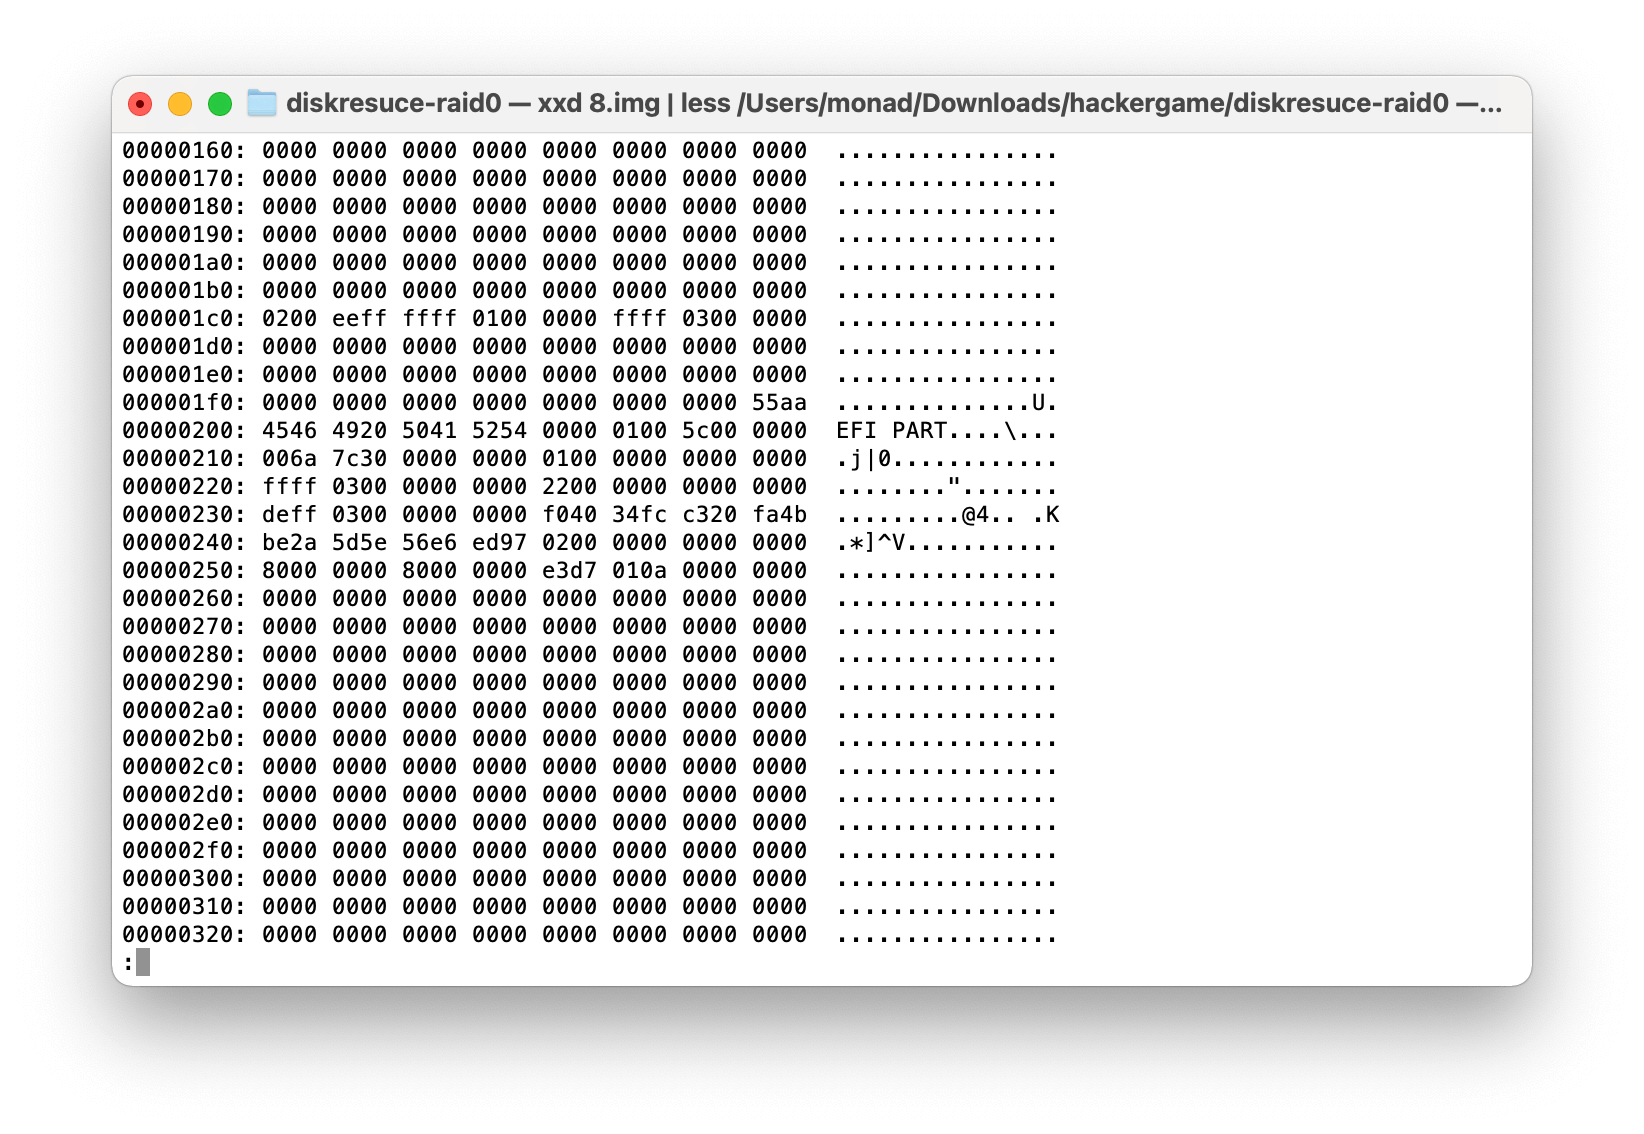 diskresuce-raid0 — xxd 8.img | less /Users/monad/Downloads/hackergame/diskresuce-raid0 —...
00000160: 0000 0000 0000 0000 0000 0000 0000 0000  ................
00000170: 0000 0000 0000 0000 0000 0000 0000 0000  ................
00000180: 0000 0000 0000 0000 0000 0000 0000 0000  ................
00000190: 0000 0000 0000 0000 0000 0000 0000 0000  ................
000001a0: 0000 0000 0000 0000 0000 0000 0000 0000  ................
000001b0: 0000 0000 0000 0000 0000 0000 0000 0000  ................
000001c0: 0200 eeff ffff 0100 0000 ffff 0300 0000  ................
000001d0: 0000 0000 0000 0000 0000 0000 0000 0000  ................
000001e0: 0000 0000 0000 0000 0000 0000 0000 0000  ................
000001f0: 0000 0000 0000 0000 0000 0000 0000 55aa  ..............U.
00000200: 4546 4920 5041 5254 0000 0100 5c00 0000  EFI PART....\...
00000210: 006a 7c30 0000 0000 0100 0000 0000 0000  .j|0............
00000220: ffff 0300 0000 0000 2200 0000 0000 0000  ........".......
00000230: deff 0300 0000 0000 f040 34fc c320 fa4b  .........@4.. .K
00000240: be2a 5d5e 56e6 ed97 0200 0000 0000 0000  .*]^V...........
00000250: 8000 0000 8000 0000 e3d7 010a 0000 0000  ................
00000260: 0000 0000 0000 0000 0000 0000 0000 0000  ................
00000270: 0000 0000 0000 0000 0000 0000 0000 0000  ................
00000280: 0000 0000 0000 0000 0000 0000 0000 0000  ................
00000290: 0000 0000 0000 0000 0000 0000 0000 0000  ................
000002a0: 0000 0000 0000 0000 0000 0000 0000 0000  ................
000002b0: 0000 0000 0000 0000 0000 0000 0000 0000  ................
000002c0: 0000 0000 0000 0000 0000 0000 0000 0000  ................
000002d0: 0000 0000 0000 0000 0000 0000 0000 0000  ................
000002e0: 0000 0000 0000 0000 0000 0000 0000 0000  ................
000002f0: 0000 0000 0000 0000 0000 0000 0000 0000  ................
00000300: 0000 0000 0000 0000 0000 0000 0000 0000  ................
00000310: 0000 0000 0000 0000 0000 0000 0000 0000  ................
00000320: 0000 0000 0000 0000 0000 0000 0000 0000  ................
: